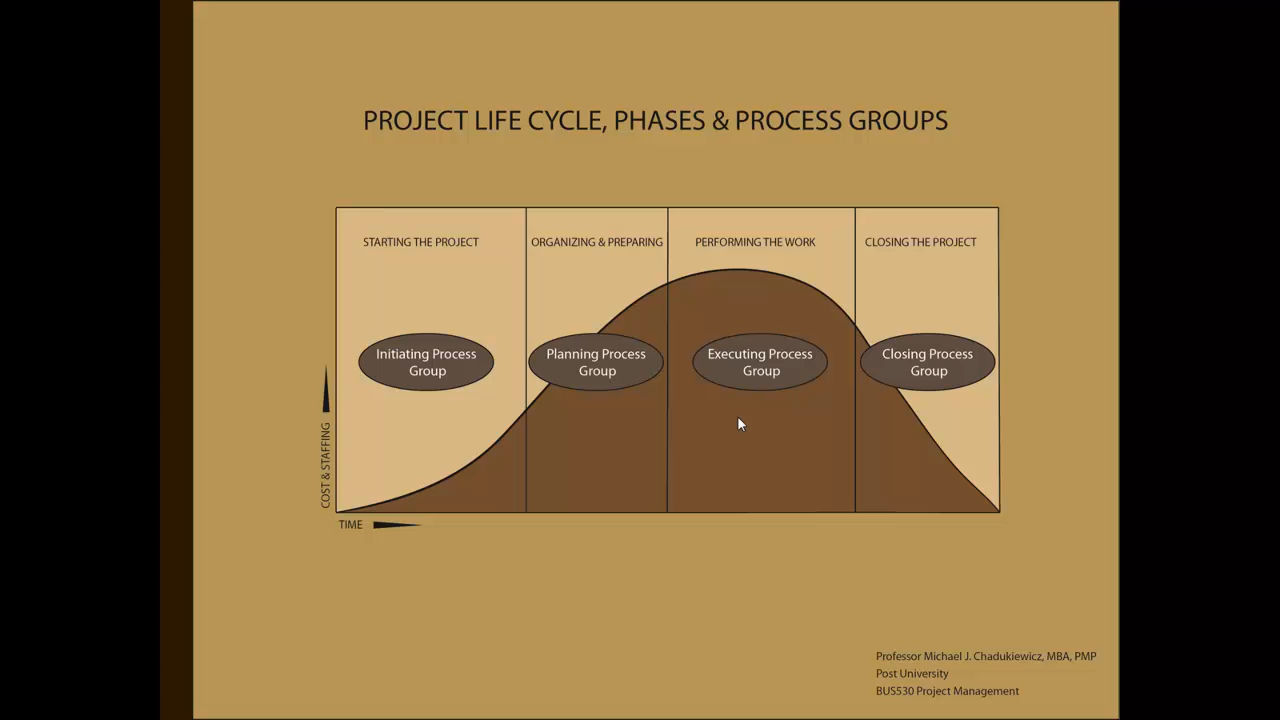 PROJECT LIFE CYCLE, PHASES & PROCESS GROUPS
STARTING THE PROJECT
ORGANIZING & PREPARING
PERFORMING THE WORK
CLOSING THE PROJECT
Initiating Process
Group
Planning Process
Group
Executing Process
Group
Closing Process
Group
COST & STAFFING
TIME
Professor Michael J. Chadukiewicz, MBA, PMP
Post University
BUS530 Project Management